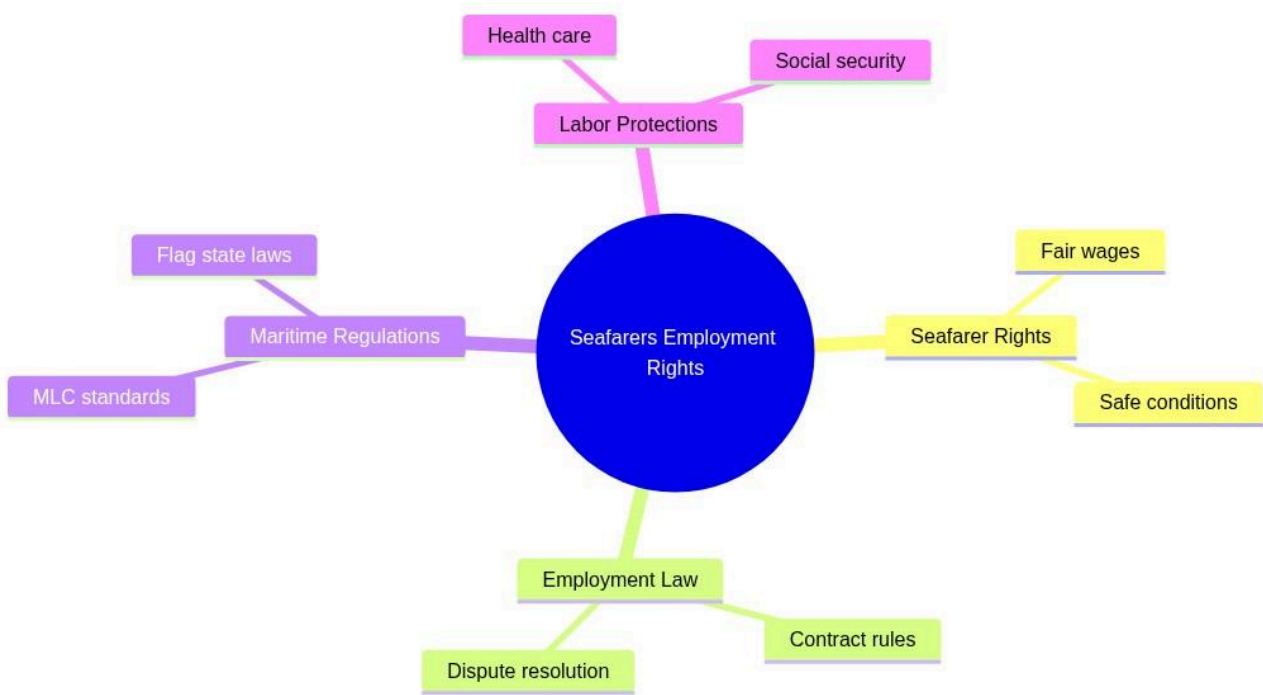 Health care
Social security
Labor Protections
Flag state laws
Fair wages
Maritime Regulations
Seafarers Employment
Rights
Seafarer Rights
MLC standards
Safe conditions
Employment Law
Contract rules
Dispute resolution